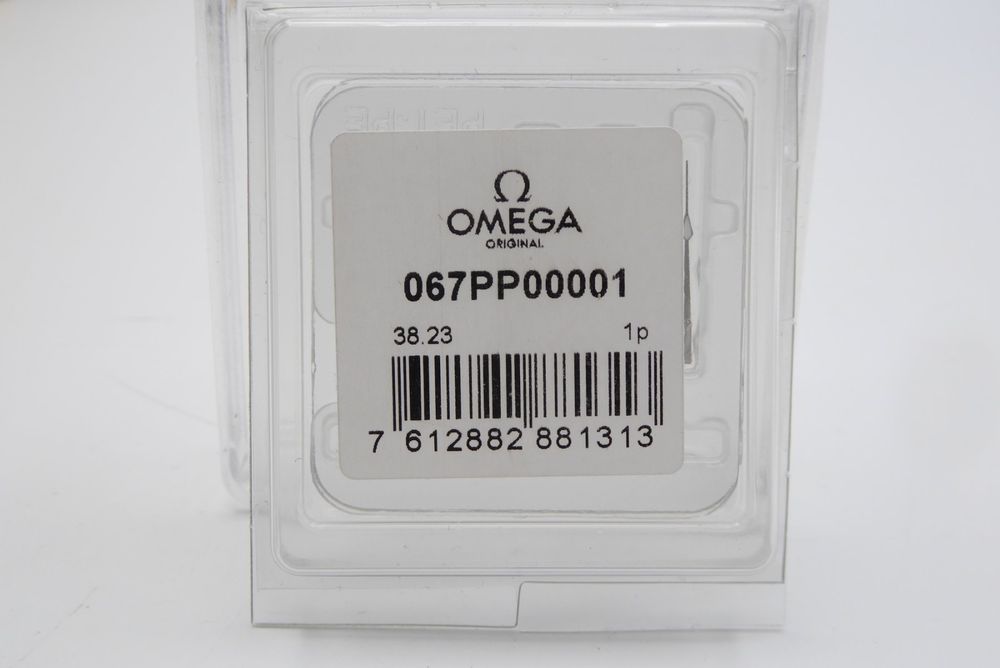 Ω
OMEGA
ORIGINAL
067PP00001
38.23 1p
7 612882 881313